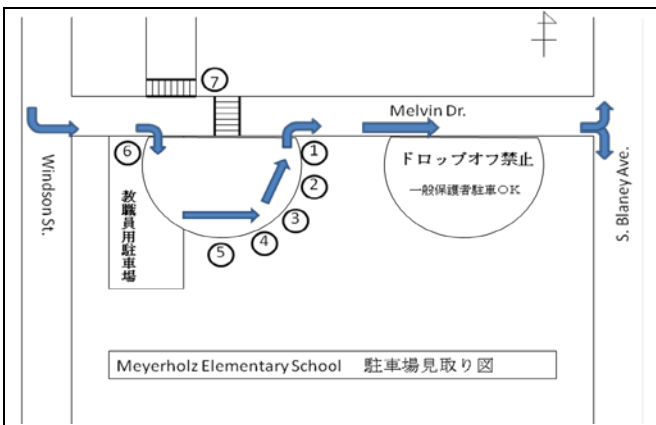 ⑦
Melvin Dr.
⑥
①
ドロップオフ禁止
一般保護者駐車OK
②
③
④
⑤
教職員用駐車場
Windson St.
S. Blaney Ave.
Meyerholz Elementary School 駐車場見取り図